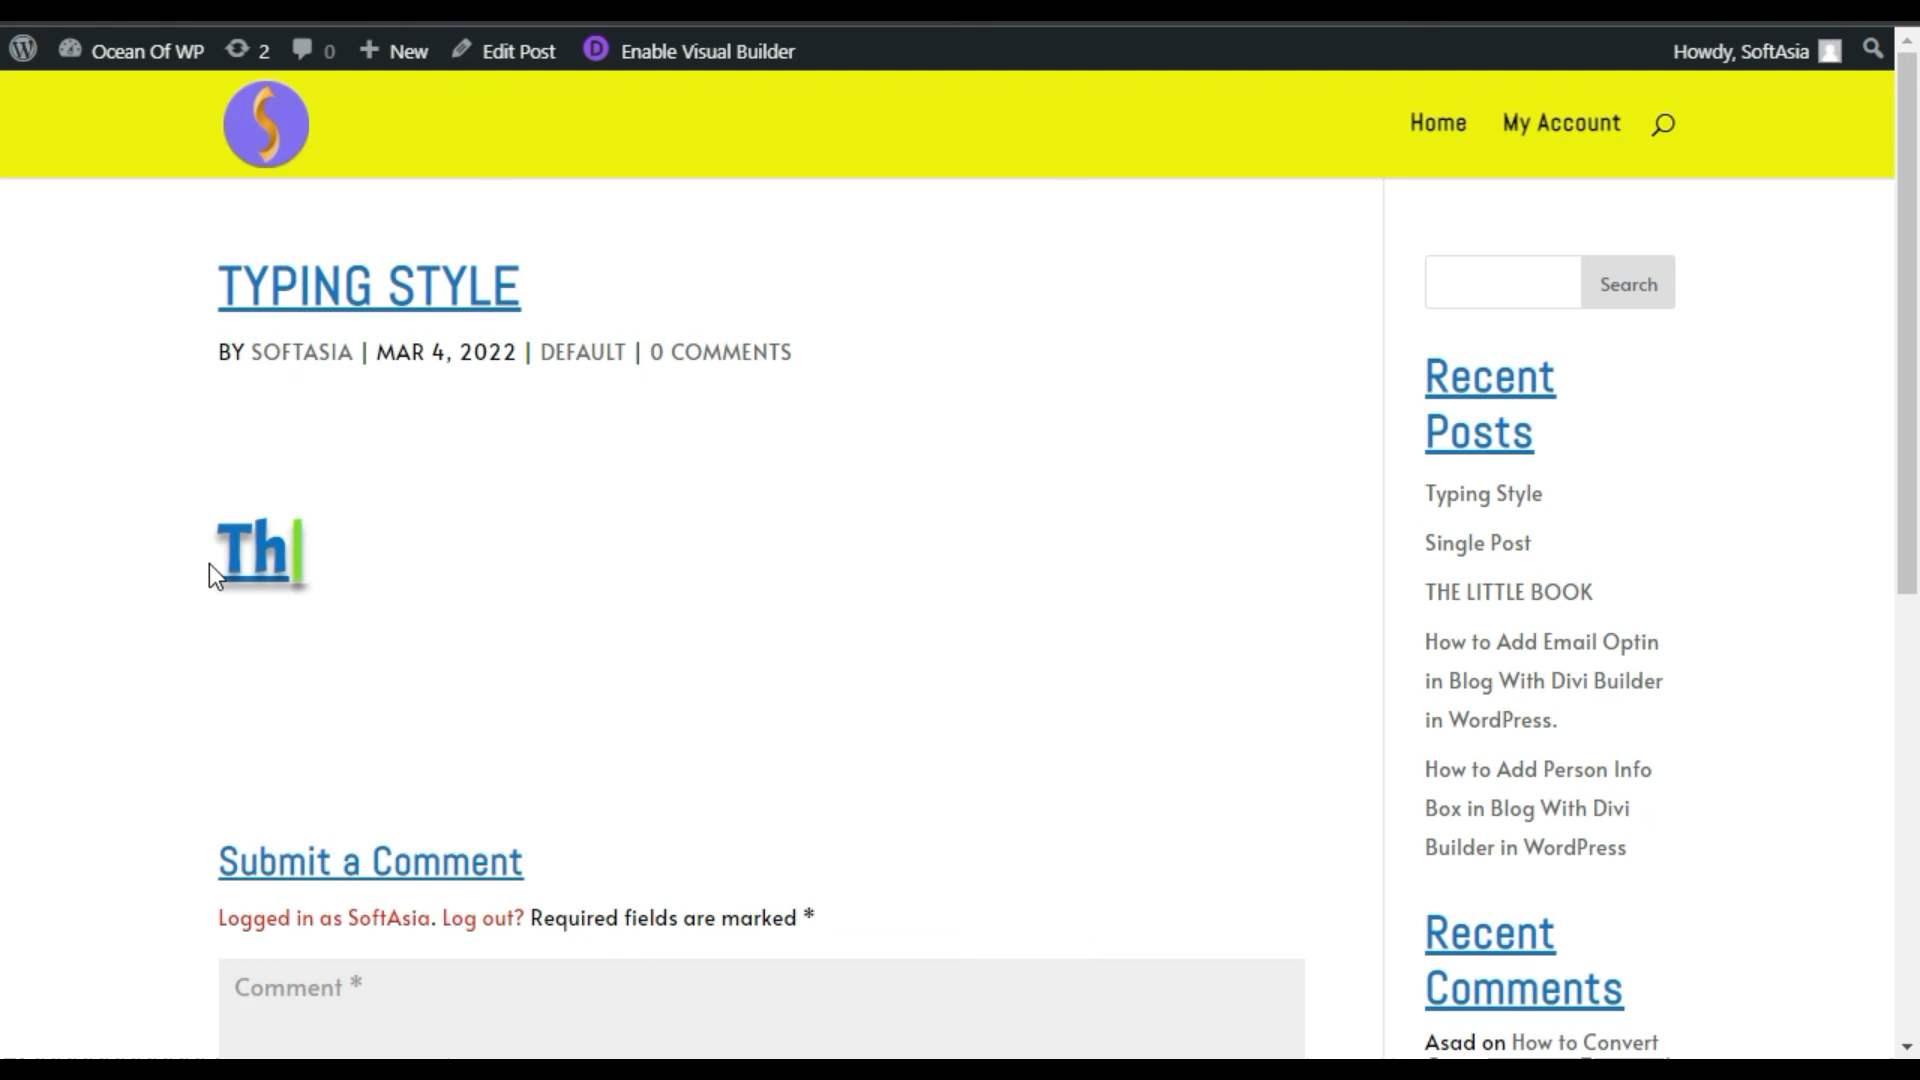 Ocean Of WP 2 0 New Edit Post Enable Visual Builder Howdy, SoftAsia
Home My Account
TYPING STYLE
BY SOFTASIA | MAR 4, 2022 | DEFAULT | 0 COMMENTS
Th|
Submit a Comment
Logged in as SoftAsia. Log out? Required fields are marked *
Comment *
Search
Recent
Posts
Typing Style
Single Post
THE LITTLE BOOK
How to Add Email Optin
in Blog With Divi Builder
in WordPress.
How to Add Person Info
Box in Blog With Divi
Builder in WordPress
Recent
Comments
Asad on How to Convert